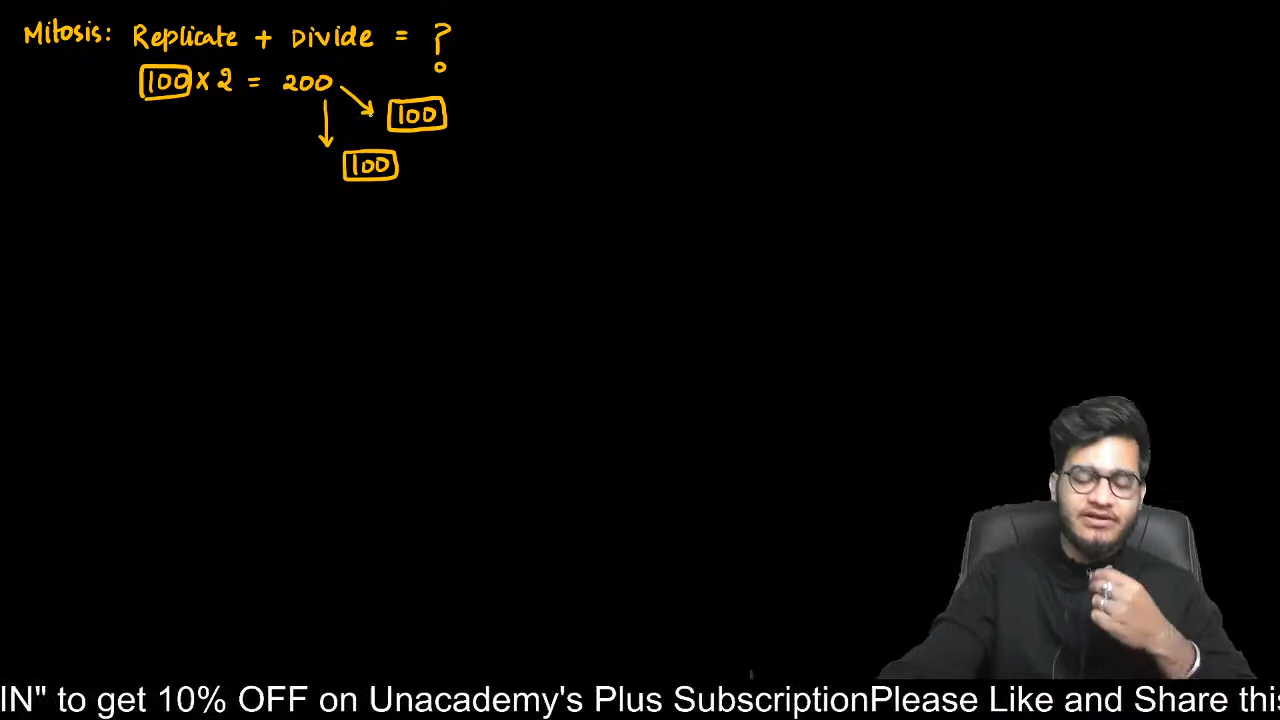 Mitosis: Replicate + Divide = ?
100 × 2 = 200
100
100
IN" to get 10% OFF on Unacademy's Plus SubscriptionPlease Like and Share this